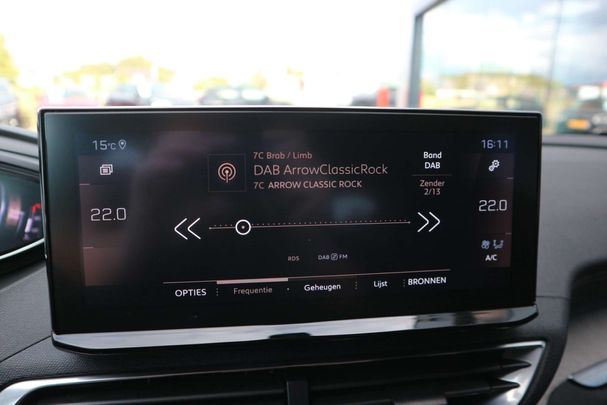 15°C
16:11
7C Brab / Limb
DAB ArrowClassicRock
7C ARROW CLASSIC ROCK
Band
DAB
Zender
2/13
22.0
22.0
RDS
DAB FM
A/C
OPTIES
Frequentie
Geheugen
Lijst
BRONNEN